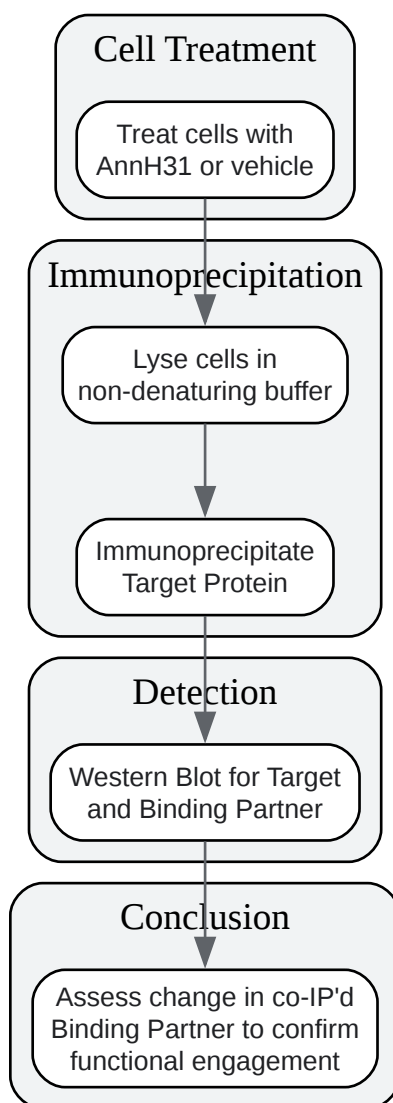 Cell Treatment
Treat cells with
AnnH31 or vehicle
Immunoprecipitation
Lyse cells in
non-denaturing buffer
Immunoprecipitate
Target Protein
Detection
Western Blot for Target
and Binding Partner
Conclusion
Assess change in co-IP'd
Binding Partner to confirm
functional engagement